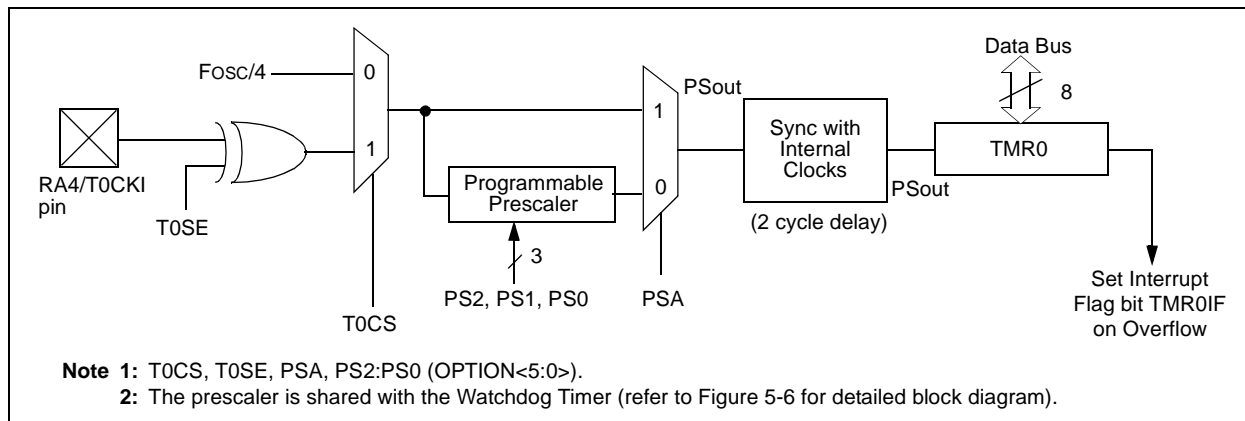 Data Bus
FOSC/4
0
PSout
8
1
Sync with
Internal
Clocks
TMR0
1
RA4/T0CKI
pin
Programmable
Prescaler
0
PSout
T0SE
(2 cycle delay)
3
PS2, PS1, PS0
PSA
Set Interrupt
Flag bit TMR0IF
on Overflow
T0CS
Note 1: T0CS, T0SE, PSA, PS2:PS0 (OPTION<5:0>).
2: The prescaler is shared with the Watchdog Timer (refer to Figure 5-6 for detailed block diagram).